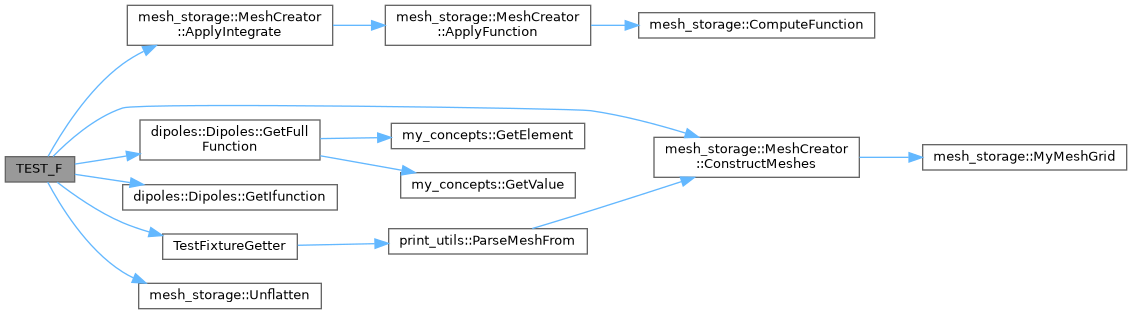 TEST_F
mesh_storage::MeshCreator
::ApplyIntegrate
mesh_storage::MeshCreator
::ApplyFunction
mesh_storage::ComputeFunction
dipoles::Dipoles::GetFull
Function
my_concepts::GetElement
my_concepts::GetValue
dipoles::Dipoles::GetIfunction
TestFixtureGetter
print_utils::ParseMeshFrom
mesh_storage::MeshCreator
::ConstructMeshes
mesh_storage::MyMeshGrid
mesh_storage::Unflatten